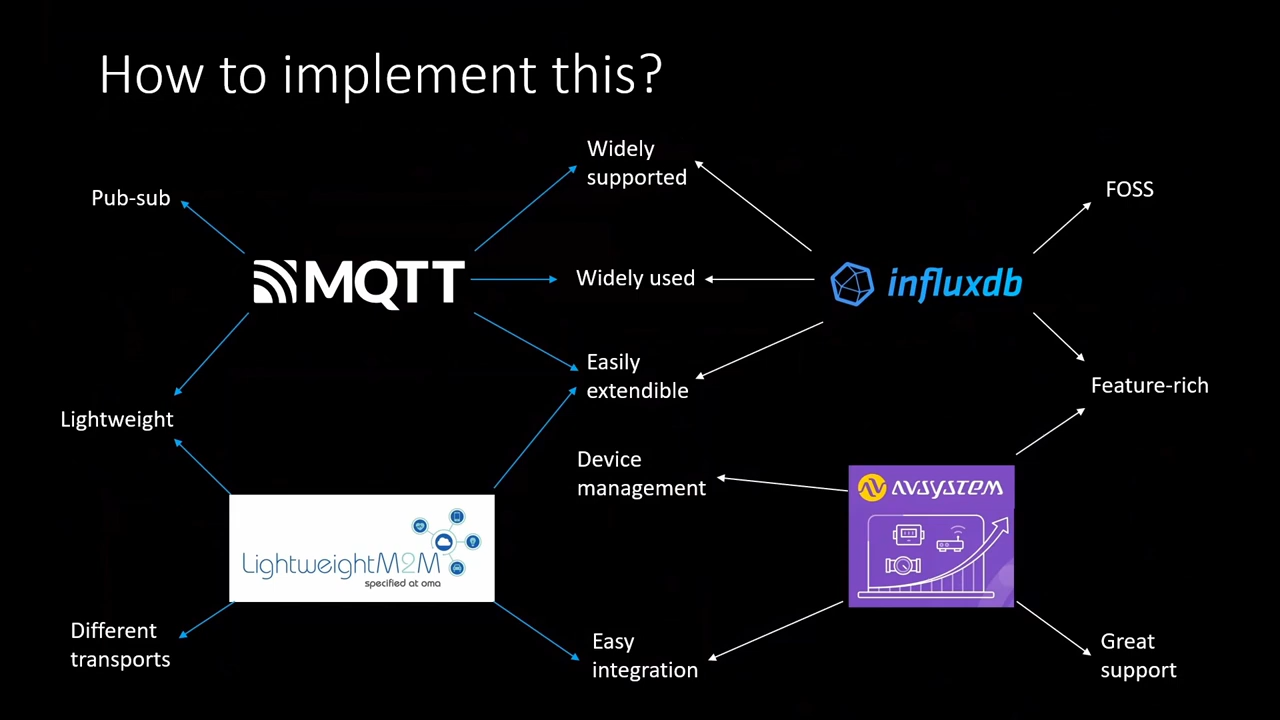 How to implement this?
Widely
supported
Pub-sub
FOSS
MQTT
Widely used
influxdb
Easily
extendible
Feature-rich
Lightweight
Device
management
AVSYSTEM
LightweightM2M
specified at oma
Different
transports
Easy
integration
Great
support